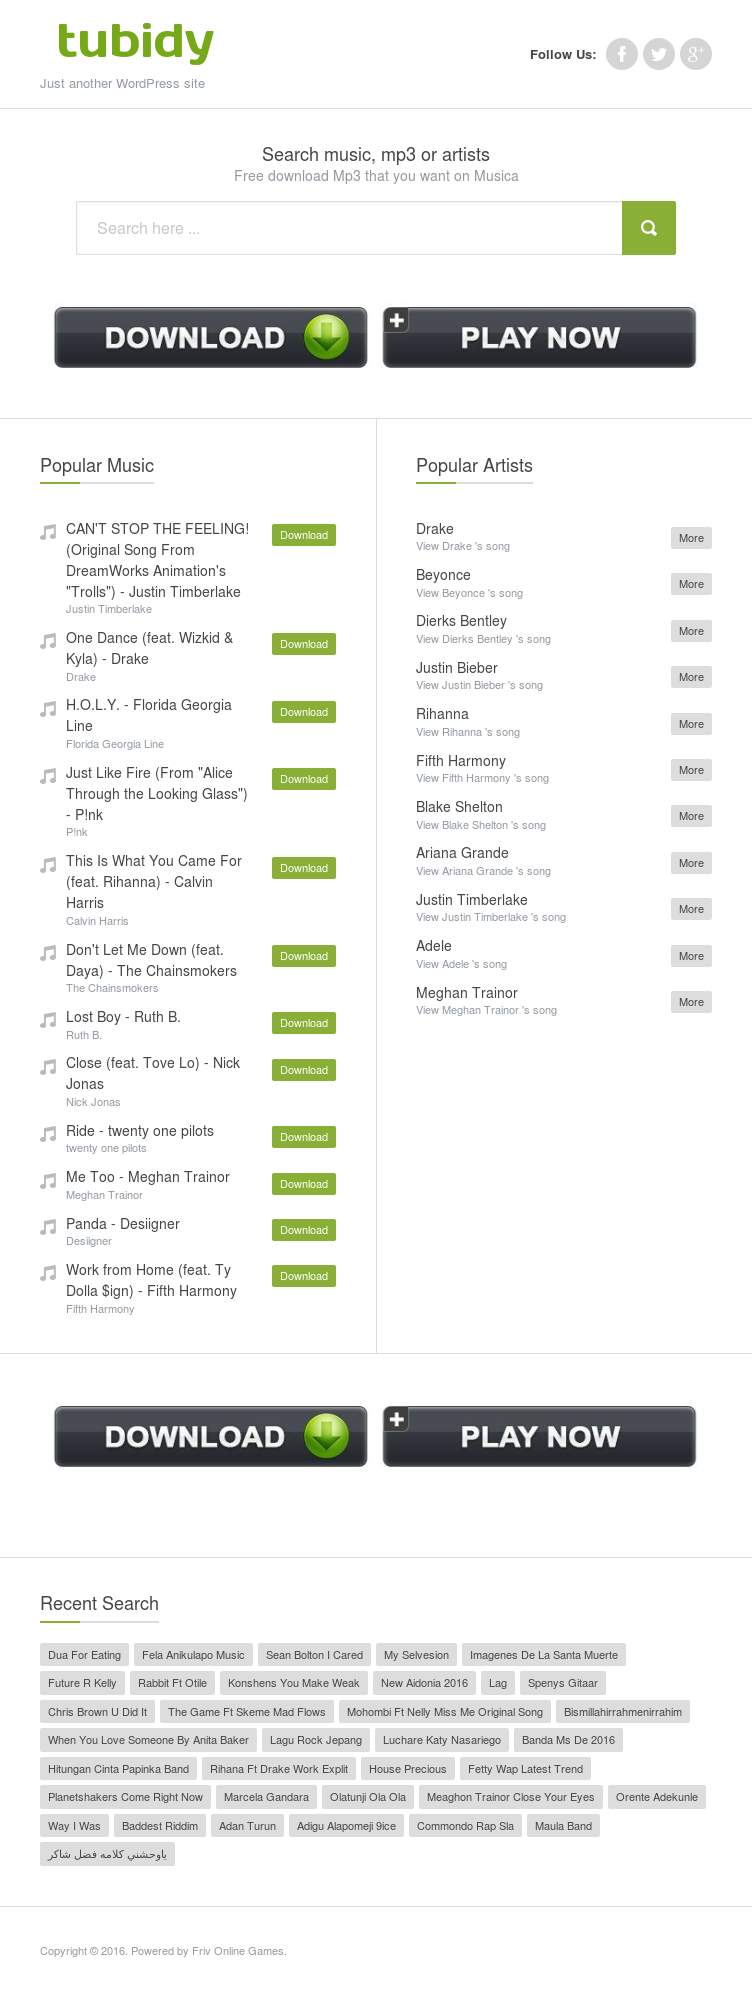 tubidy
Just another WordPress site
Follow Us:
Search music, mp3 or artists
Free download Mp3 that you want on Musica
Search here ...
DOWNLOAD
PLAY NOW
Popular Music
CAN'T STOP THE FEELING!
(Original Song From
DreamWorks Animation's
"Trolls") - Justin Timberlake
Justin Timberlake
Download
One Dance (feat. Wizkid &
Kyla) - Drake
Drake
Download
H.O.L.Y. - Florida Georgia
Line
Florida Georgia Line
Download
Just Like Fire (From "Alice
Through the Looking Glass")
- P!nk
P!nk
Download
This Is What You Came For
(feat. Rihanna) - Calvin
Harris
Calvin Harris
Download
Don't Let Me Down (feat.
Daya) - The Chainsmokers
The Chainsmokers
Download
Lost Boy - Ruth B.
Ruth B.
Download
Close (feat. Tove Lo) - Nick
Jonas
Nick Jonas
Download
Ride - twenty one pilots
twenty one pilots
Download
Me Too - Meghan Trainor
Meghan Trainor
Download
Panda - Desiigner
Desiigner
Download
Work from Home (feat. Ty
Dolla $ign) - Fifth Harmony
Fifth Harmony
Download
Popular Artists
Drake
View Drake 's song
More
Beyonce
View Beyonce 's song
More
Dierks Bentley
View Dierks Bentley 's song
More
Justin Bieber
View Justin Bieber 's song
More
Rihanna
View Rihanna 's song
More
Fifth Harmony
View Fifth Harmony 's song
More
Blake Shelton
View Blake Shelton 's song
More
Ariana Grande
View Ariana Grande 's song
More
Justin Timberlake
View Justin Timberlake 's song
More
Adele
View Adele 's song
More
Meghan Trainor
View Meghan Trainor 's song
More
DOWNLOAD
PLAY NOW
Recent Search
Dua For Eating Fela Anikulapo Music Sean Bolton I Cared My Selvesion Imagenes De La Santa Muerte
Future R Kelly Rabbit Ft Otile Konshens You Make Weak New Aidonia 2016 Lag Spenys Gitaar
Chris Brown U Did It The Game Ft Skeme Mad Flows Mohombi Ft Nelly Miss Me Original Song Bismillahirrahmenirrahim
When You Love Someone By Anita Baker Lagu Rock Jepang Luchare Katy Nasariego Banda Ms De 2016
Hitungan Cinta Papinka Band Rihana Ft Drake Work Explit House Precious Fetty Wap Latest Trend
Planetshakers Come Right Now Marcela Gandara Olatunji Ola Ola Meaghon Trainor Close Your Eyes Orente Adekunle
Way I Was Baddest Riddim Adan Turun Adigu Alapomeji 9ice Commondo Rap Sla Maula Band
ياوحشني كلامه فضل شاكر
Copyright © 2016. Powered by Friv Online Games.